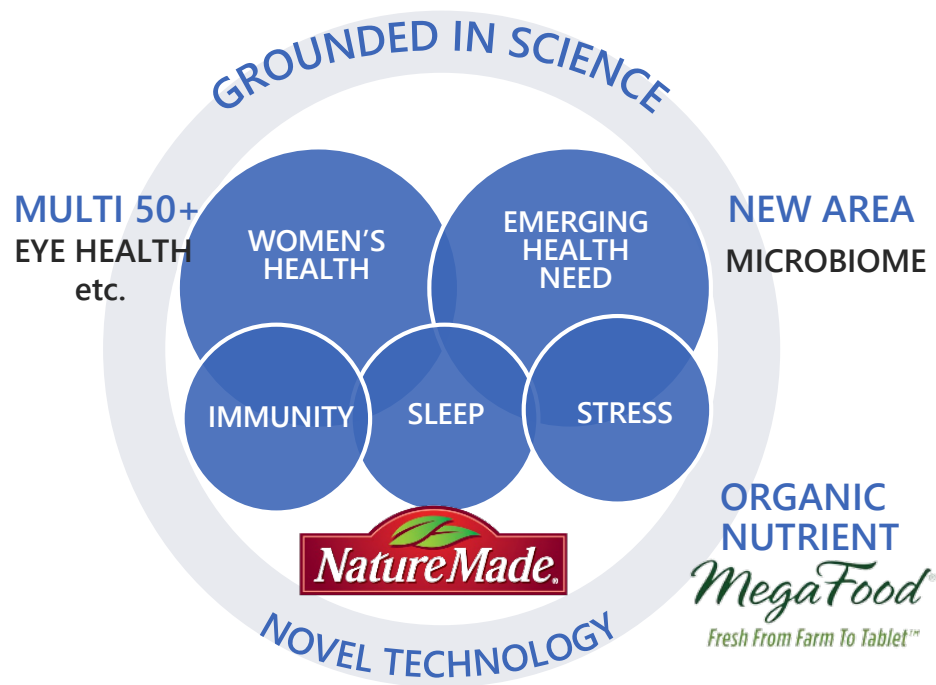 GROUNDED IN SCIENCE
MULTI 50+
EYE HEALTH
etc.
WOMEN'S
HEALTH
EMERGING
HEALTH
NEED
NEW AREA
MICROBIOME
IMMUNITY
SLEEP
STRESS
ORGANIC
NUTRIENT
NatureMade®
MegaFood®
Fresh From Farm To Tablet™
NOVEL TECHNOLOGY